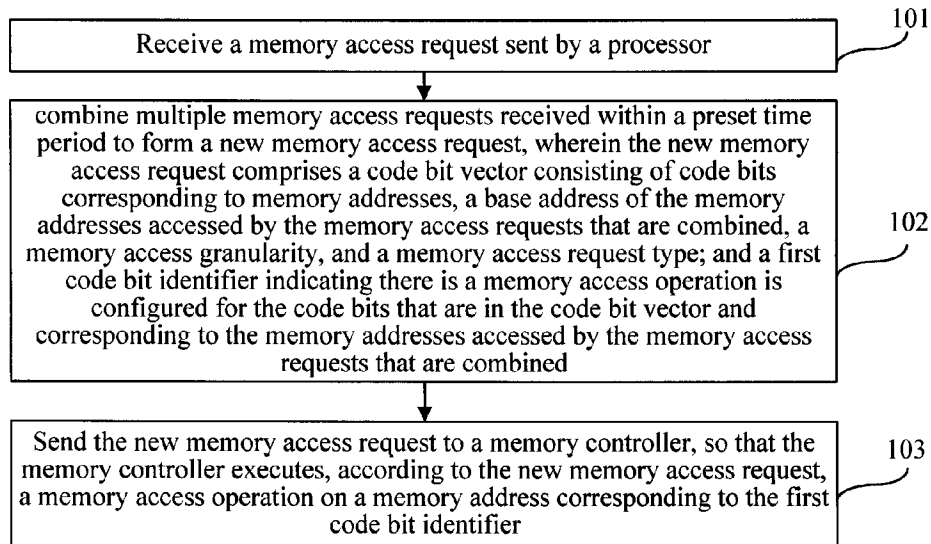 Receive a memory access request sent by a processor
101
combine multiple memory access requests received within a preset time
period to form a new memory access request, wherein the new memory
access request comprises a code bit vector consisting of code bits
corresponding to memory addresses, a base address of the memory
addresses accessed by the memory access requests that are combined, a
memory access granularity, and a memory access request type; and a first
code bit identifier indicating there is a memory access operation is
configured for the code bits that are in the code bit vector and
corresponding to the memory addresses accessed by the memory access
requests that are combined
102
Send the new memory access request to a memory controller, so that the
memory controller executes, according to the new memory access request,
a memory access operation on a memory address corresponding to the first
code bit identifier
103